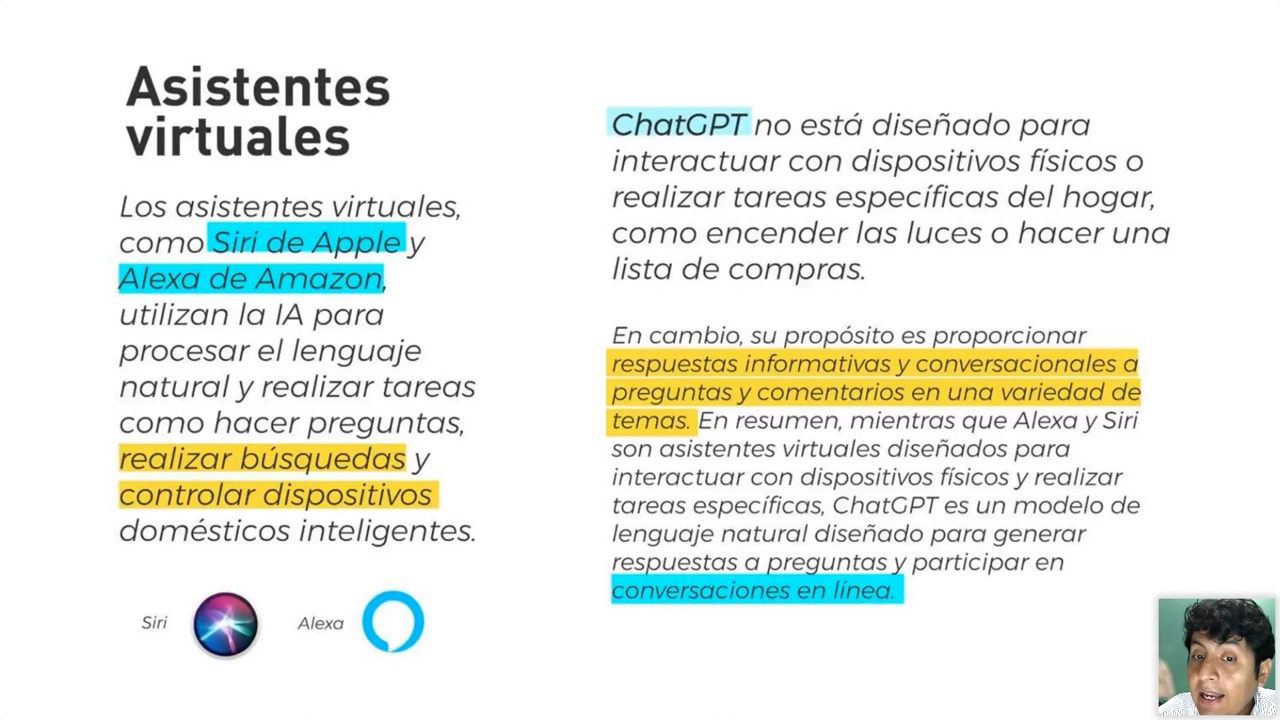 Asistentes
virtuales
Los asistentes virtuales,
como Siri de Apple y
Alexa de Amazon,
utilizan la IA para
procesar el lenguaje
natural y realizar tareas
como hacer preguntas,
realizar búsquedas y
controlar dispositivos
domésticos inteligentes.
Siri
Alexa
ChatGPT no está diseñado para
interactuar con dispositivos físicos o
realizar tareas específicas del hogar,
como encender las luces o hacer una
lista de compras.
En cambio, su propósito es proporcionar
respuestas informativas y conversacionales a
preguntas y comentarios en una variedad de
temas. En resumen, mientras que Alexa y Siri
son asistentes virtuales diseñados para
interactuar con dispositivos físicos y realizar
tareas específicas, ChatGPT es un modelo de
lenguaje natural diseñado para generar
respuestas a preguntas y participar en
conversaciones en línea.